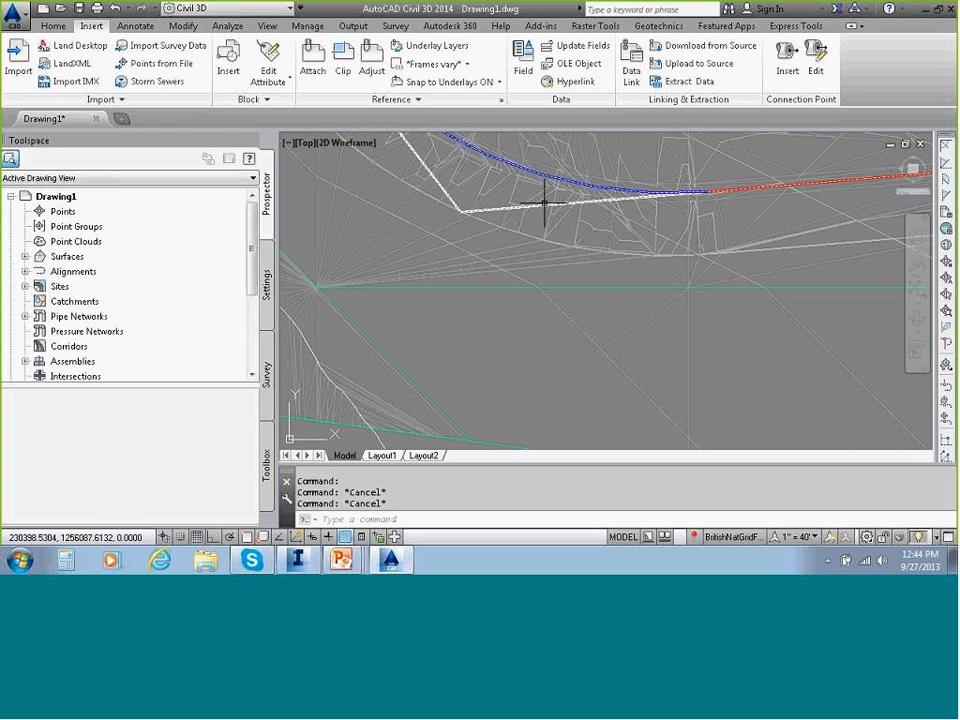 Civil 3D
AutoCAD Civil 3D 2014 Drawing1.dwg
Type a keyword or phrase
Sign In
Home Insert Annotate Modify Analyze View Manage Output Survey Autodesk 360 Help Add-ins Raster Tools Geotechnics Featured Apps Express Tools
Land Desktop
Import Survey Data
LandXML
Points from File
Import
Import IMX
Storm Sewers
Insert
Edit
Attribute
Attach
Clip
Adjust
Underlay Layers
*Frames vary*
Snap to Underlays ON
Field
Update Fields
OLE Object
Hyperlink
Data
Link
Download from Source
Upload to Source
Extract Data
Insert
Edit
Import
Block
Reference
Data
Linking & Extraction
Connection Point
Drawing1*
Toolspace
Active Drawing View
Drawing1
Points
Point Groups
Point Clouds
Surfaces
Alignments
Sites
Catchments
Pipe Networks
Pressure Networks
Corridors
Assemblies
Intersections
Prospector
Settings
Survey
Toolbox
[−][Top][2D Wireframe]
Y
X
Model Layout1 Layout2
Command:
Command: *Cancel*
Command: *Cancel*
Type a command
230398.5304, 1256087.6132, 0.0000
MODEL
BritishNatGridF...
1" = 40'
12:44 PM
9/27/2013